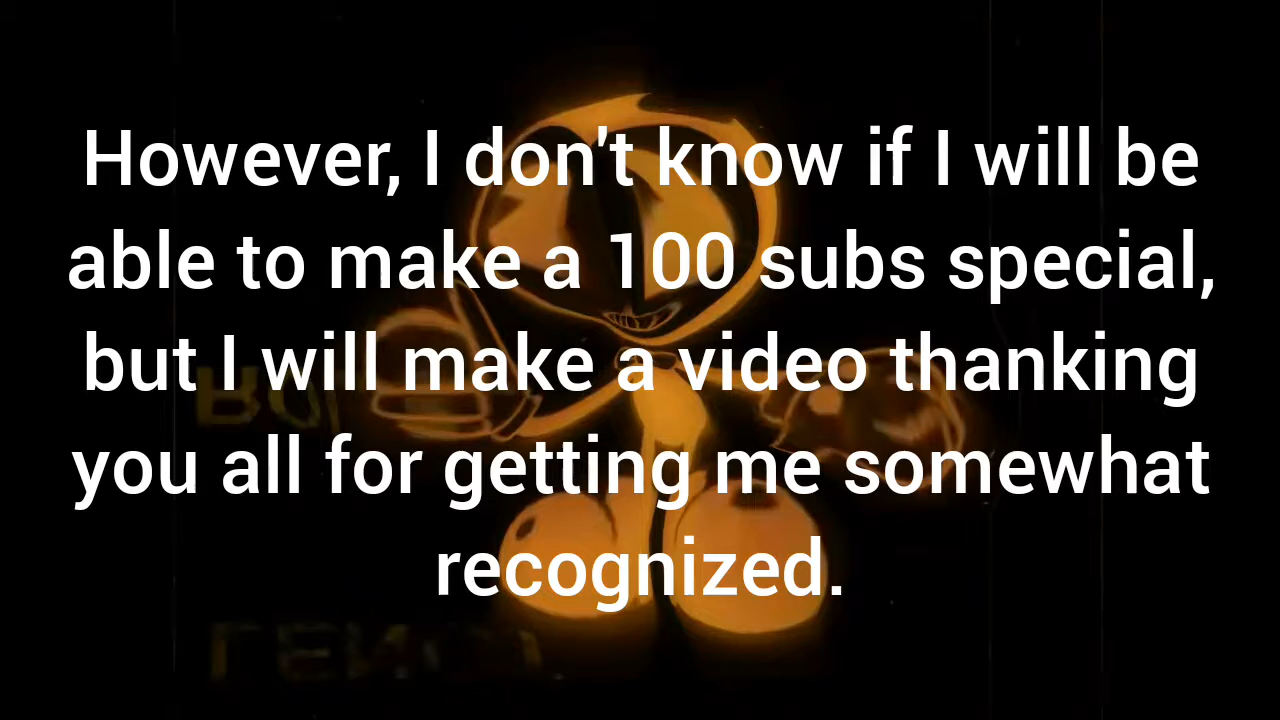 However, I don't know if I will be
able to make a 100 subs special,
but I will make a video thanking
you all for getting me somewhat
recognized.